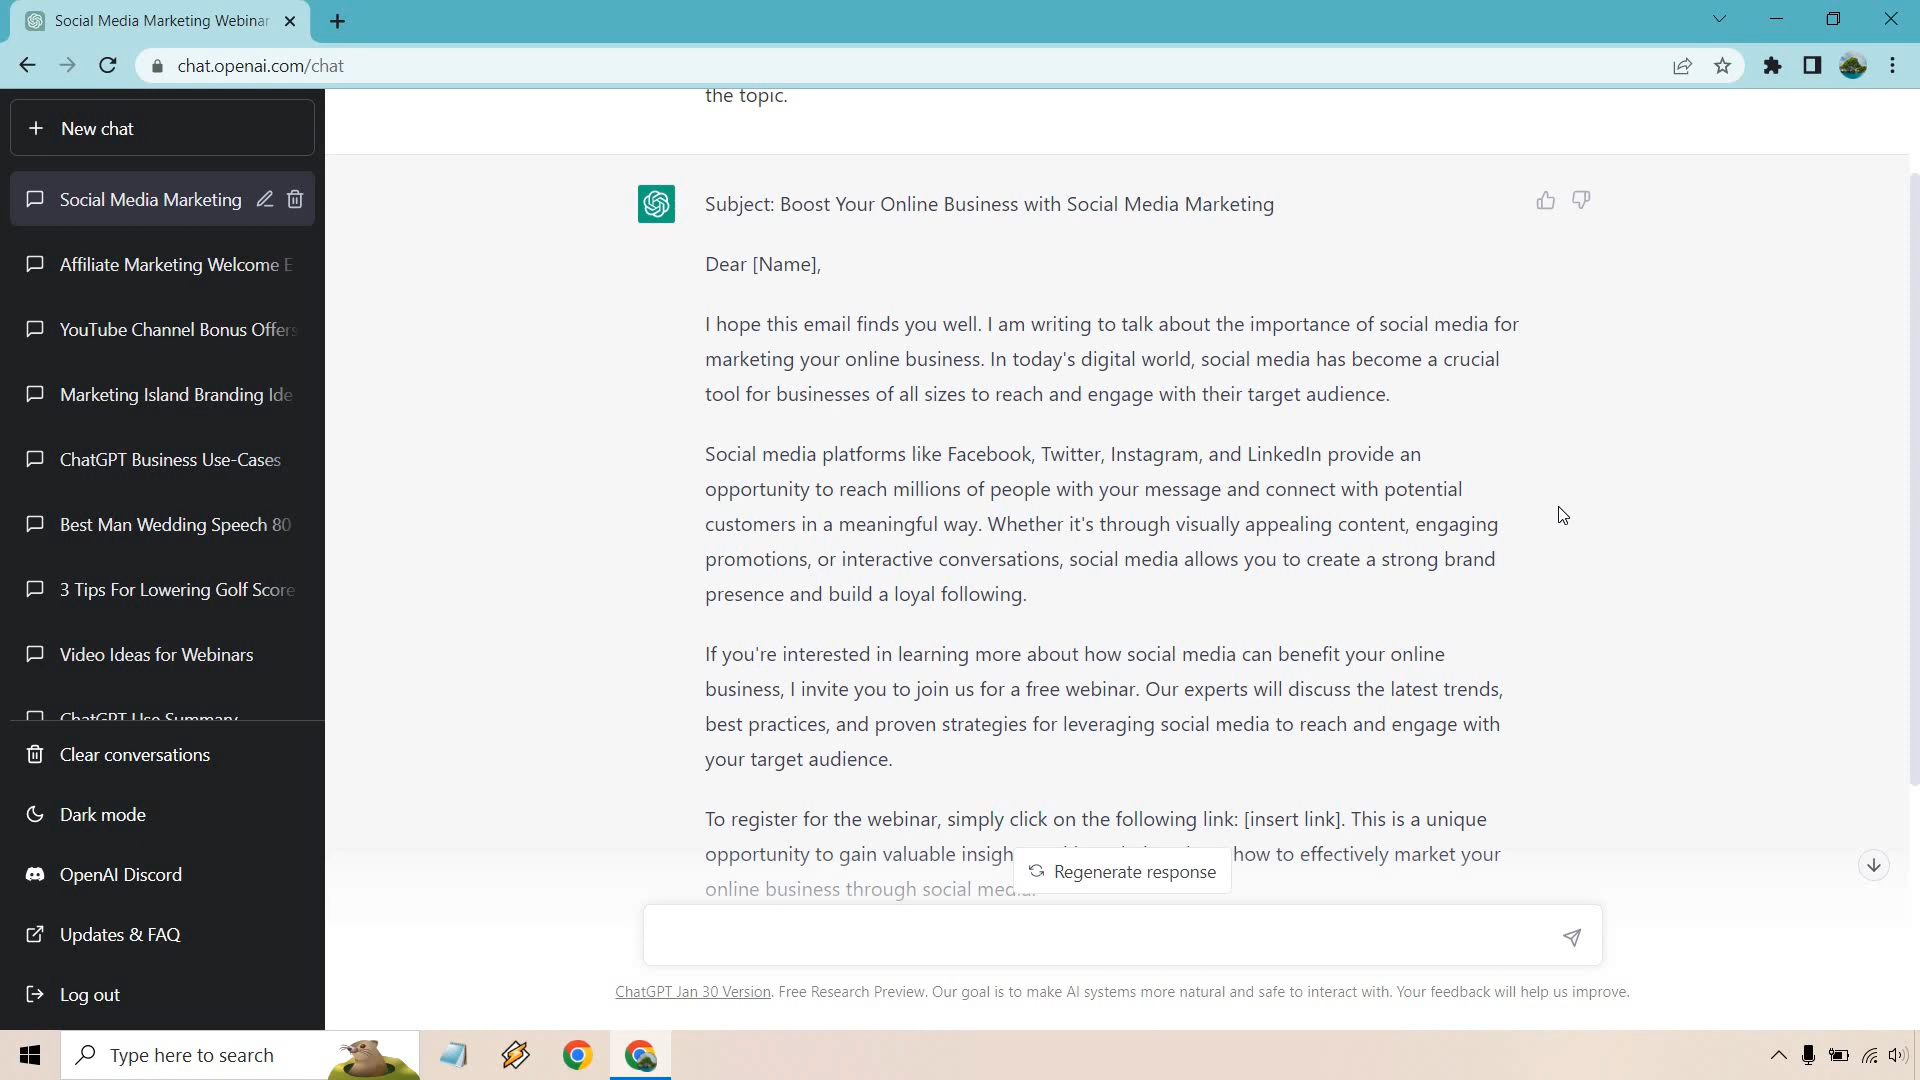 Social Media Marketing Webinar
chat.openai.com/chat
New chat
Social Media Marketing
Affiliate Marketing Welcome E
YouTube Channel Bonus Offers
Marketing Island Branding Ide
ChatGPT Business Use-Cases
Best Man Wedding Speech 80
3 Tips For Lowering Golf Score
Video Ideas for Webinars
ChatGPT Use Summary
Clear conversations
Dark mode
OpenAI Discord
Updates & FAQ
Log out
the topic.
Subject: Boost Your Online Business with Social Media Marketing
Dear [Name],
I hope this email finds you well. I am writing to talk about the importance of social media for
marketing your online business. In today's digital world, social media has become a crucial
tool for businesses of all sizes to reach and engage with their target audience.
Social media platforms like Facebook, Twitter, Instagram, and LinkedIn provide an
opportunity to reach millions of people with your message and connect with potential
customers in a meaningful way. Whether it's through visually appealing content, engaging
promotions, or interactive conversations, social media allows you to create a strong brand
presence and build a loyal following.
If you're interested in learning more about how social media can benefit your online
business, I invite you to join us for a free webinar. Our experts will discuss the latest trends,
best practices, and proven strategies for leveraging social media to reach and engage with
your target audience.
To register for the webinar, simply click on the following link: [insert link]. This is a unique
opportunity to gain valuable insigh how to effectively market your
online business through social media.
Regenerate response
ChatGPT Jan 30 Version. Free Research Preview. Our goal is to make AI systems more natural and safe to interact with. Your feedback will help us improve.
Type here to search